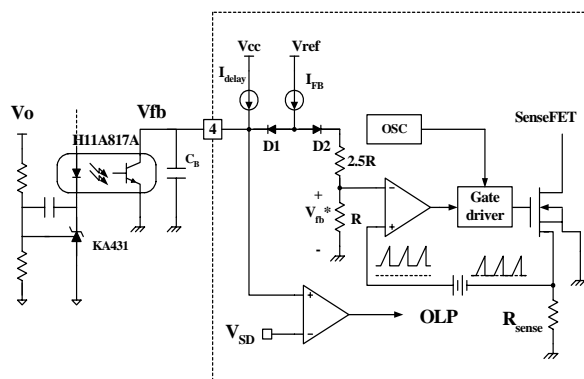 Vcc Vref
I_delay I_FB
Vo Vfb
H11A817A
4
C_B
D1 D2
2.5R
OSC
SenseFET
+
V_fb*
-
R
-
+
Gate
driver
KA431
+
-
V_SD
OLP
R_sense